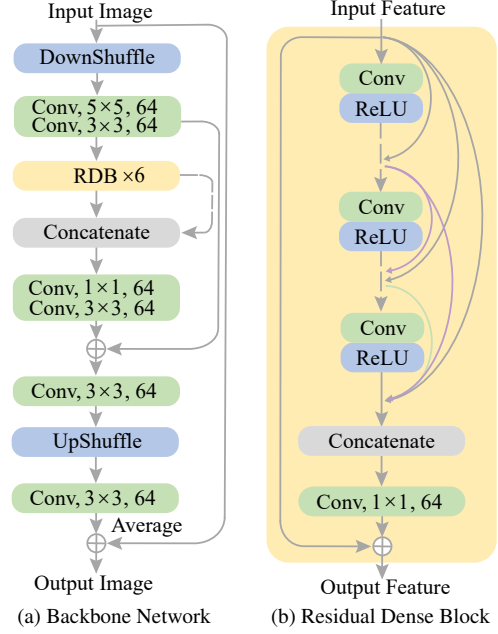 Input Image
DownShuffle
Conv, 5×5, 64
Conv, 3×3, 64
RDB ×6
Concatenate
Conv, 1×1, 64
Conv, 3×3, 64
Conv, 3×3, 64
UpShuffle
Conv, 3×3, 64
Average
Output Image
(a) Backbone Network
Input Feature
Conv
ReLU
Conv
ReLU
Conv
ReLU
Concatenate
Conv, 1×1, 64
Output Feature
(b) Residual Dense Block